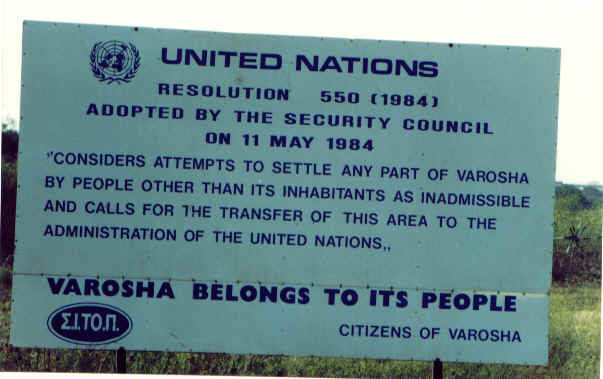 UNITED NATIONS
RESOLUTION 550 (1984)
ADOPTED BY THE SECURITY COUNCIL
ON 11 MAY 1984
,,CONSIDERS ATTEMPTS TO SETTLE ANY PART OF VAROSHA
BY PEOPLE OTHER THAN ITS INHABITANTS AS INADMISSIBLE
AND CALLS FOR THE TRANSFER OF THIS AREA TO THE
ADMINISTRATION OF THE UNITED NATIONS,,
VAROSHA BELONGS TO ITS PEOPLE
Σ.Ι.ΤΟ.Π.
CITIZENS OF VAROSHA